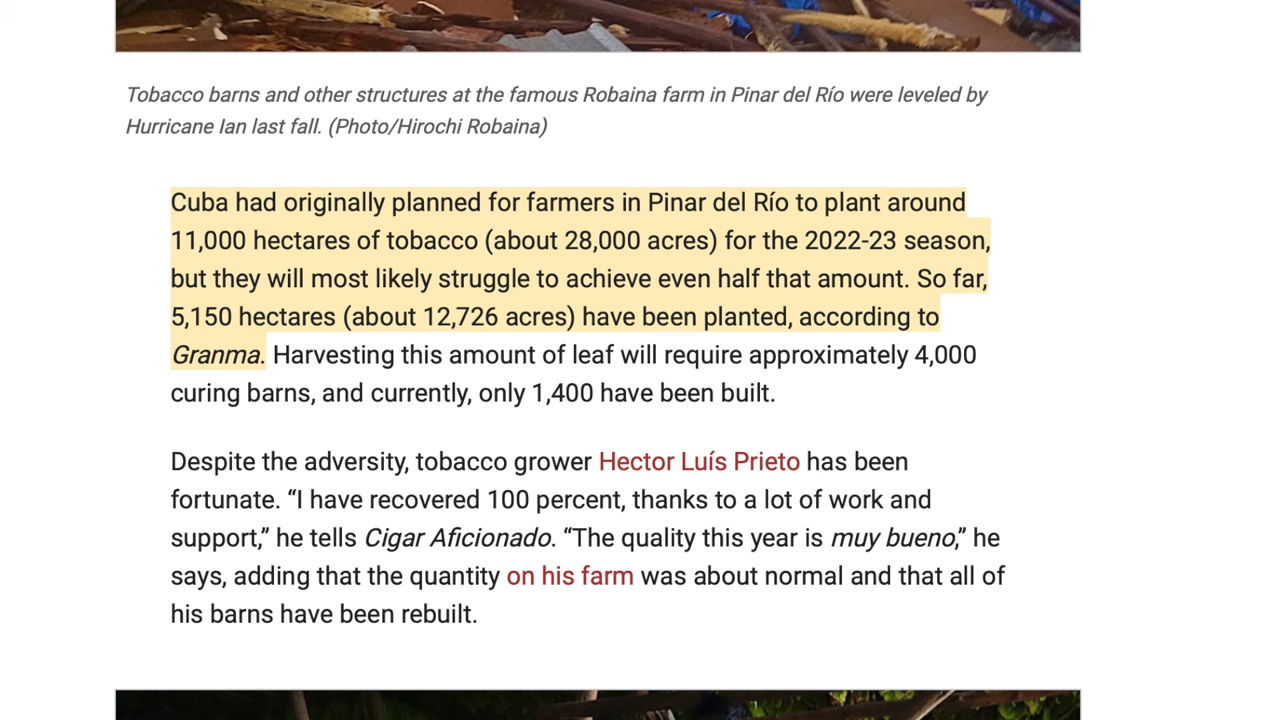 Tobacco barns and other structures at the famous Robaina farm in Pinar del Río were leveled by
Hurricane Ian last fall. (Photo/Hirochi Robaina)
Cuba had originally planned for farmers in Pinar del Río to plant around
11,000 hectares of tobacco (about 28,000 acres) for the 2022-23 season,
but they will most likely struggle to achieve even half that amount. So far,
5,150 hectares (about 12,726 acres) have been planted, according to
Granma. Harvesting this amount of leaf will require approximately 4,000
curing barns, and currently, only 1,400 have been built.
Despite the adversity, tobacco grower Hector Luís Prieto has been
fortunate. “I have recovered 100 percent, thanks to a lot of work and
support,” he tells Cigar Aficionado. “The quality this year is muy bueno,” he
says, adding that the quantity on his farm was about normal and that all of
his barns have been rebuilt.